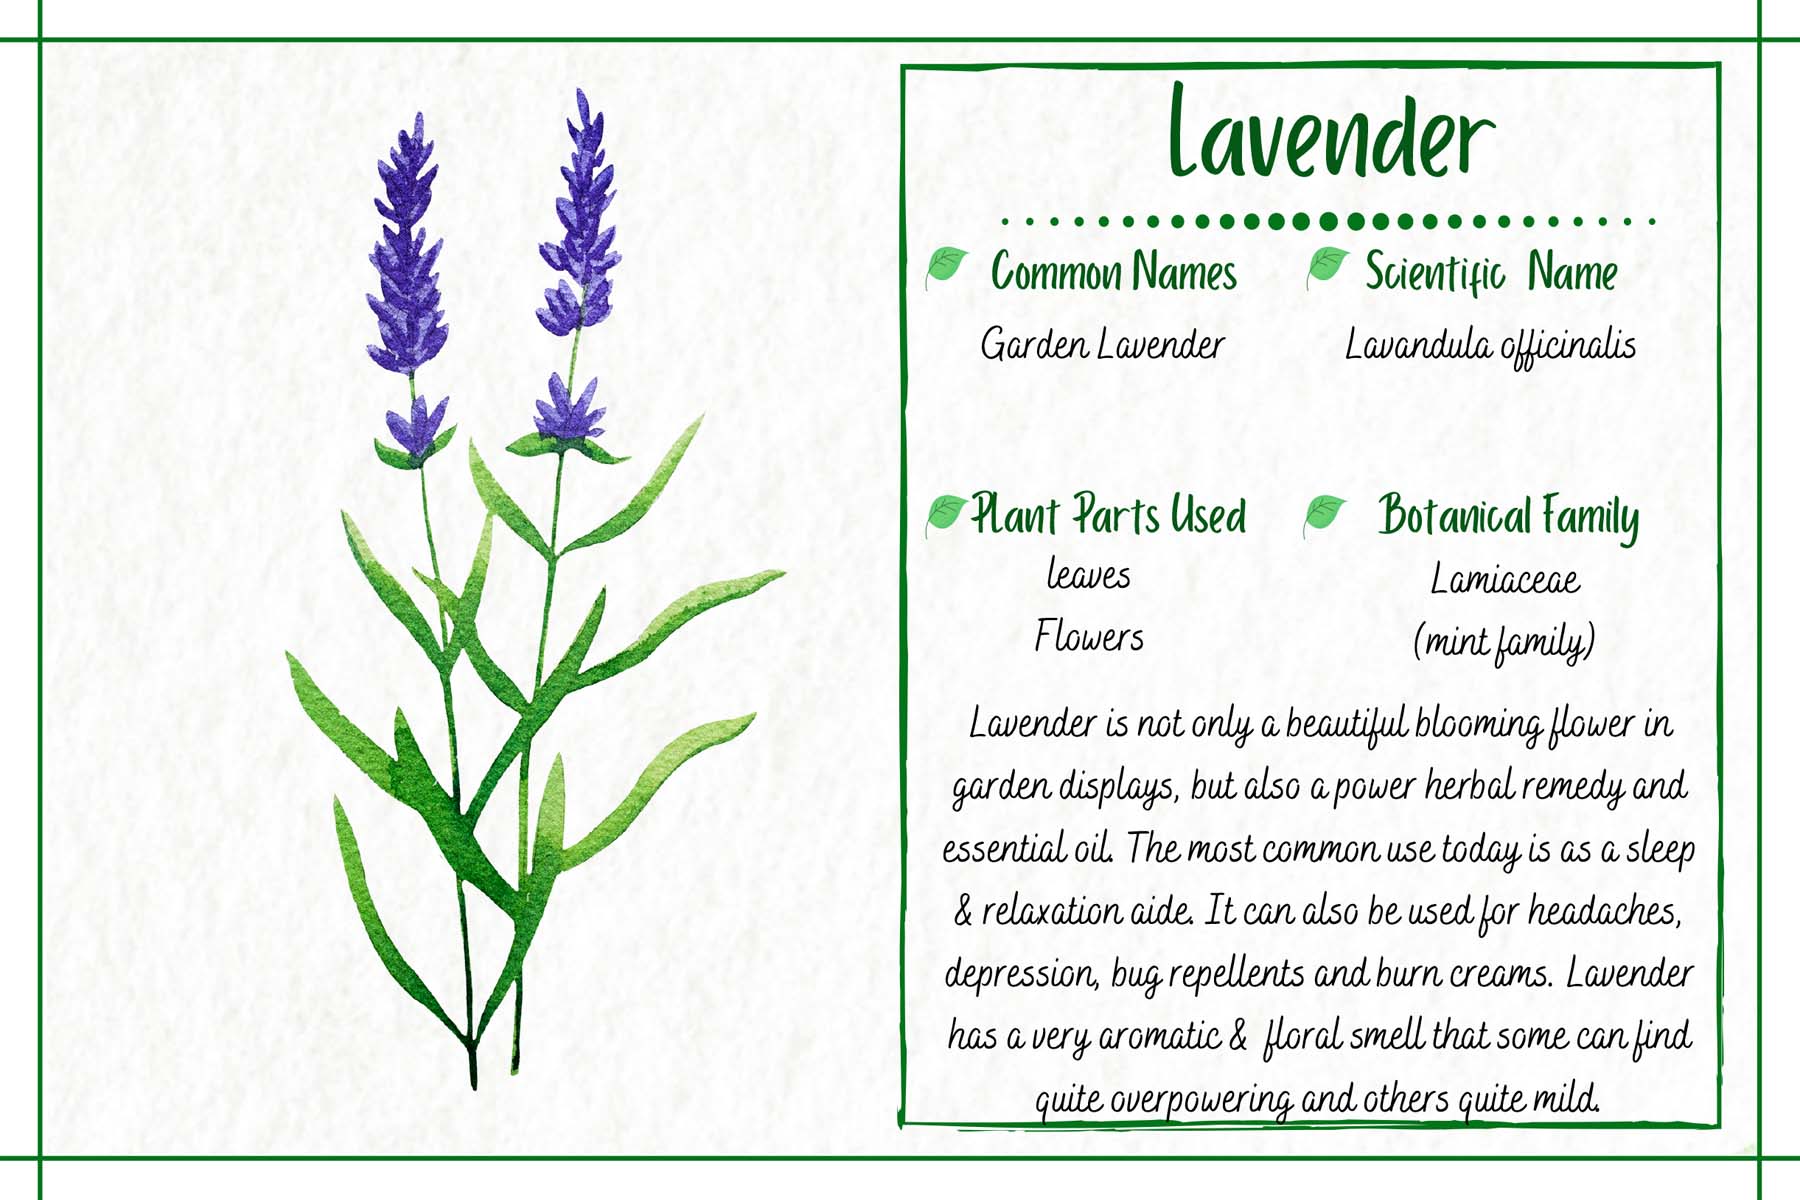 Lavender
Common Names
Garden Lavender
Scientific Name
Lavandula officinalis
Plant Parts Used
leaves
Flowers
Botanical Family
Lamiaceae
(mint family)
Lavender is not only a beautiful blooming flower in
garden displays, but also a power herbal remedy and
essential oil. The most common use today is as a sleep
& relaxation aide. It can also be used for headaches,
depression, bug repellents and burn creams. Lavender
has a very aromatic & floral smell that some can find
quite overpowering and others quite mild.